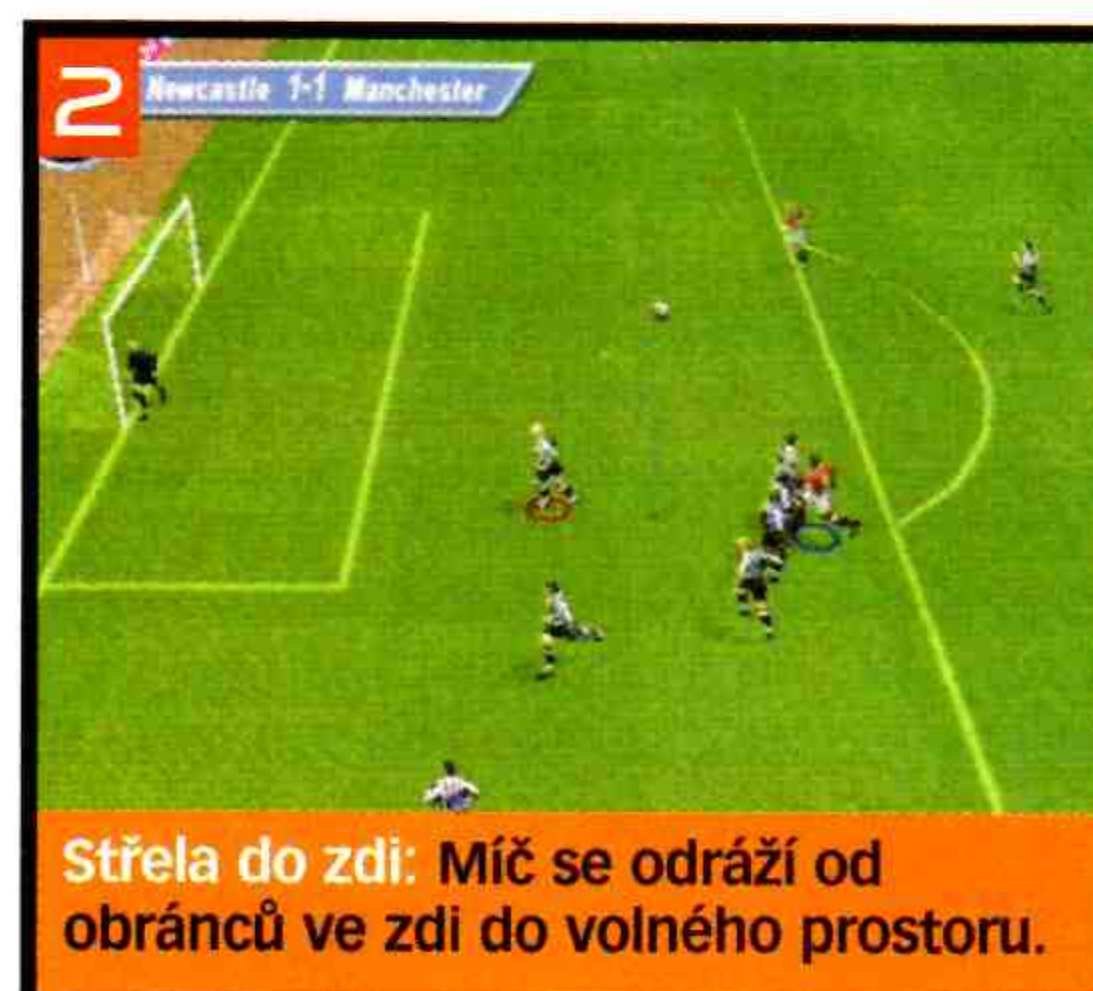 2
Newcastle 1-1 Manchester
Střela do zdi: Míč se odráží od
obránců ve zdi do volného prostoru.